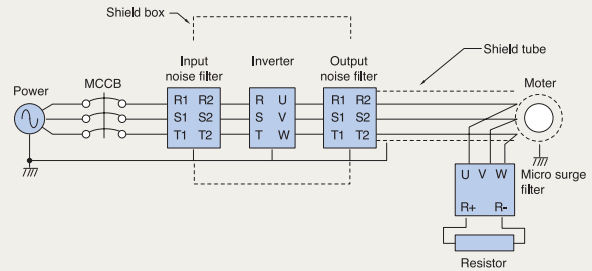 Shield box
Shield tube
Input
noise filter
Inverter
Output
noise filter
Power
MCCB
Moter
R1 R2
S1 S2
T1 T2
R U
S V
T W
R1 R2
S1 S2
T1 T2
U V W
R+ R-
Micro surge
filter
Resistor